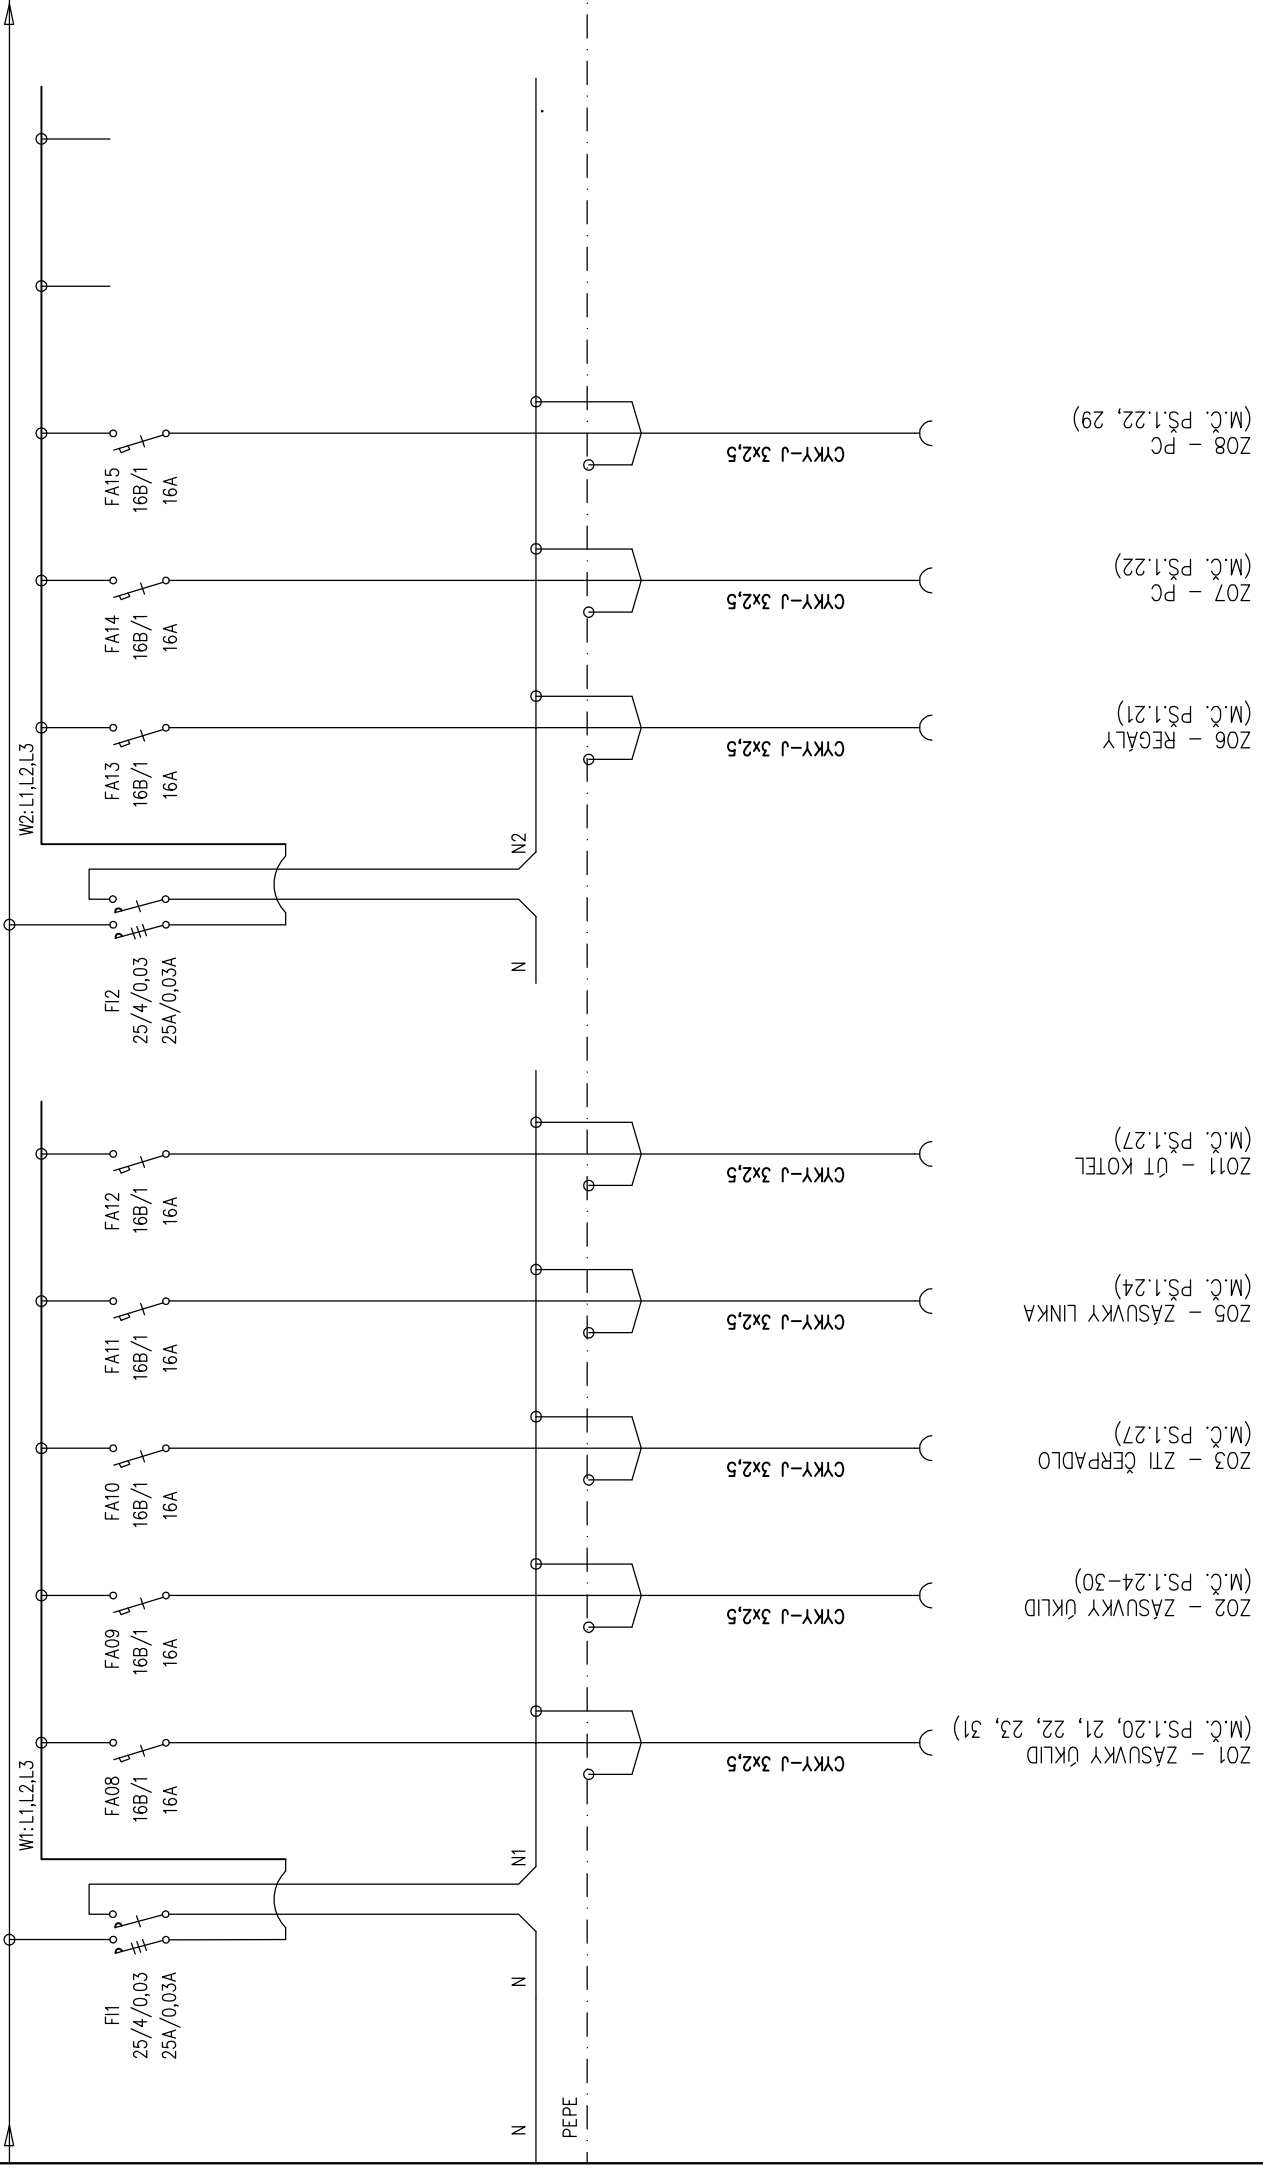 W1:L1,L2,L3
FI1
25/4/0,03
25A/0,03A
FA08
16B/1
16A
FA09
16B/1
16A
FA10
16B/1
16A
FA11
16B/1
16A
FA12
16B/1
16A
W2:L1,L2,L3
FI2
25/4/0,03
25A/0,03A
FA13
16B/1
16A
FA14
16B/1
16A
FA15
16B/1
16A
N
N
N1
N
N2
PEPE
CYKY-J 3x2,5
CYKY-J 3x2,5
CYKY-J 3x2,5
CYKY-J 3x2,5
CYKY-J 3x2,5
CYKY-J 3x2,5
CYKY-J 3x2,5
CYKY-J 3x2,5
Z01 - ZÁSUVKY ÚKLID
(M.Č. PS.1.20, 21, 22, 23, 31)
Z02 - ZÁSUVKY ÚKLID
(M.Č. PS.1.24-30)
Z03 - ZTI ČERPADLO
(M.Č. PS.1.27)
Z05 - ZÁSUVKY LINKA
(M.Č. PŠ.1.24)
Z011 - ÚT KOTEL
(M.Č. PŠ.1.27)
Z06 - REGÁLY
(M.Č. PŠ.1.21)
Z07 - PC
(M.Č. PŠ.1.22)
Z08 - PC
(M.Č. PŠ.1.22, 29)